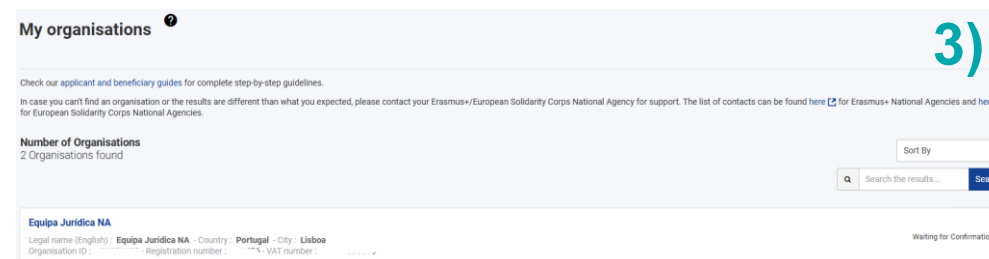 My organisations ?
3)
Check our applicant and beneficiary guides for complete step-by-step guidelines.
In case you can't find an organisation or the results are different than what you expected, please contact your Erasmus+/European Solidarity Corps National Agency for support. The list of contacts can be found here for Erasmus+ National Agencies and
for European Solidarity Corps National Agencies.
Number of Organisations
2 Organisations found
Sort By
Search the results...
Equipa Jurídica NA
Legal name (English) : Equipa Jurídica NA - Country : Portugal - City : Lisboa
Waiting for
Organisation ID : - Registration number : - VAT number :